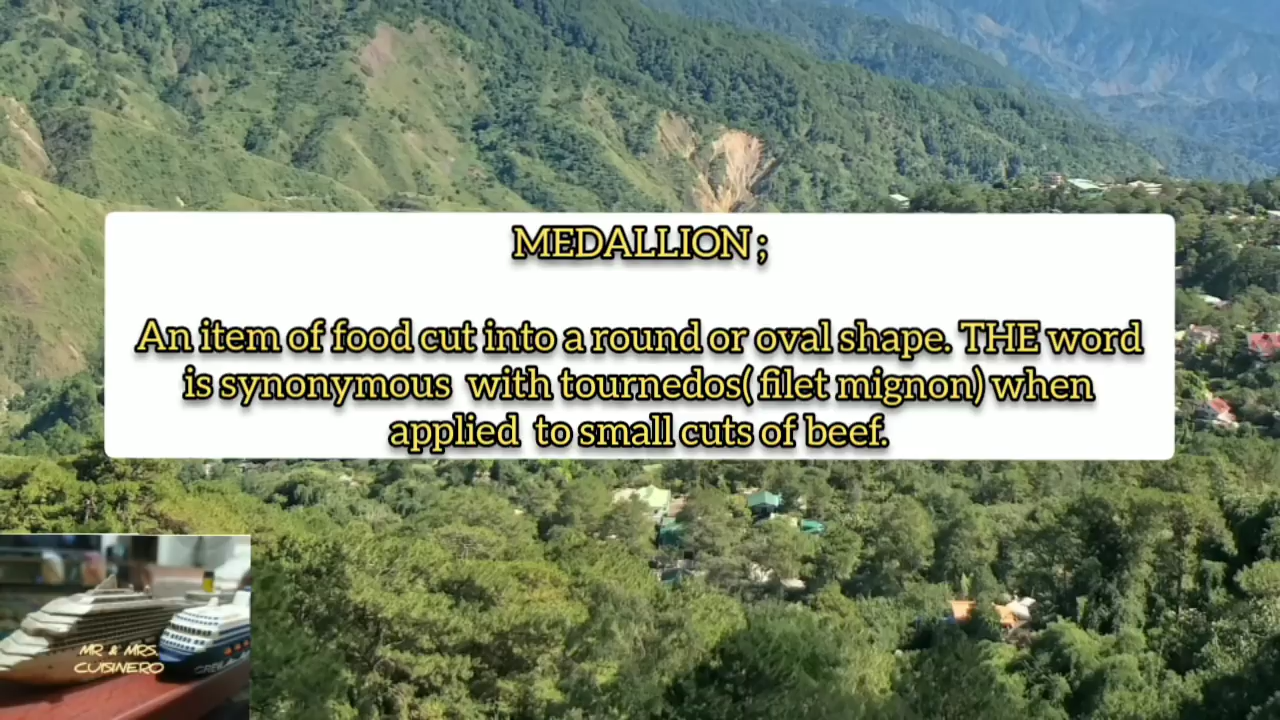 MEDALLION ;
An item of food cut into a round or oval shape. THE word
is synonymous with tournedos( filet mignon) when
applied to small cuts of beef.
MR & MRS.
CUISINERO